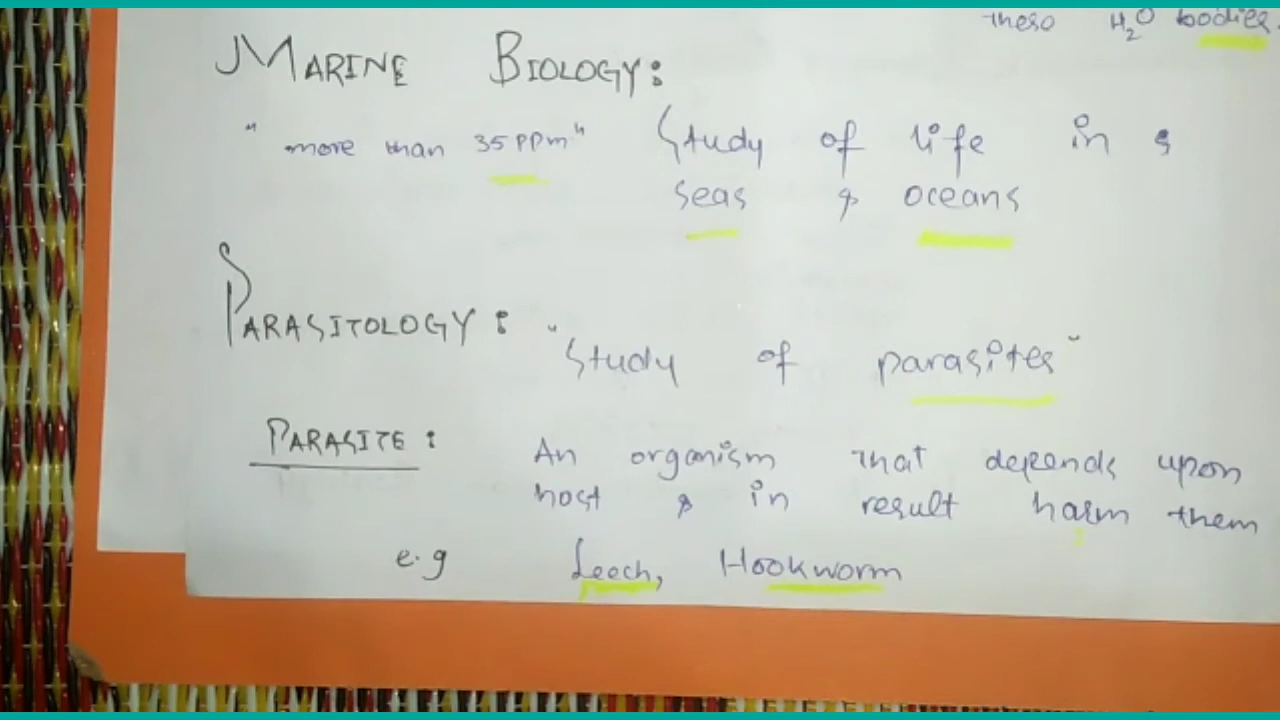 these H₂O bodies.
MARINE BIOLOGY:
"more than 35 ppm" Study of life in s
seas & oceans
PARASITOLOGY: "Study of parasites"
PARASITE: An organism that depends upon
host & in result harm them
e.g Leech, Hookworm